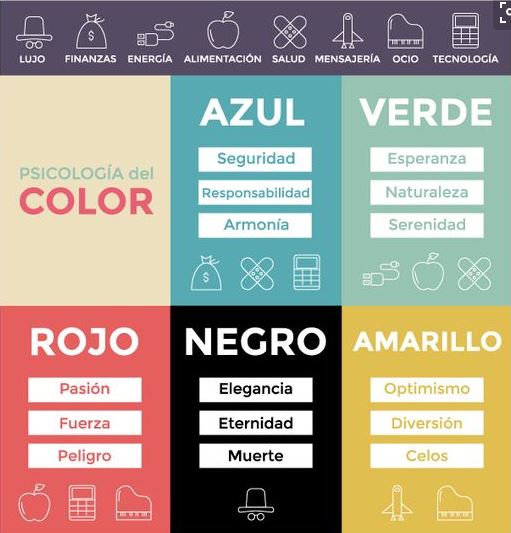 LUJO
FINANZAS
ENERGÍA
ALIMENTACIÓN
SALUD
MENSAJERÍA
OCIO
TECNOLOGÍA
PSICOLOGÍA del
COLOR
AZUL
Seguridad
Responsabilidad
Armonía
$
VERDE
Esperanza
Naturaleza
Serenidad
ROJO
Pasión
Fuerza
Peligro
NEGRO
Elegancia
Eternidad
Muerte
AMARILLO
Optimismo
Diversión
Celos